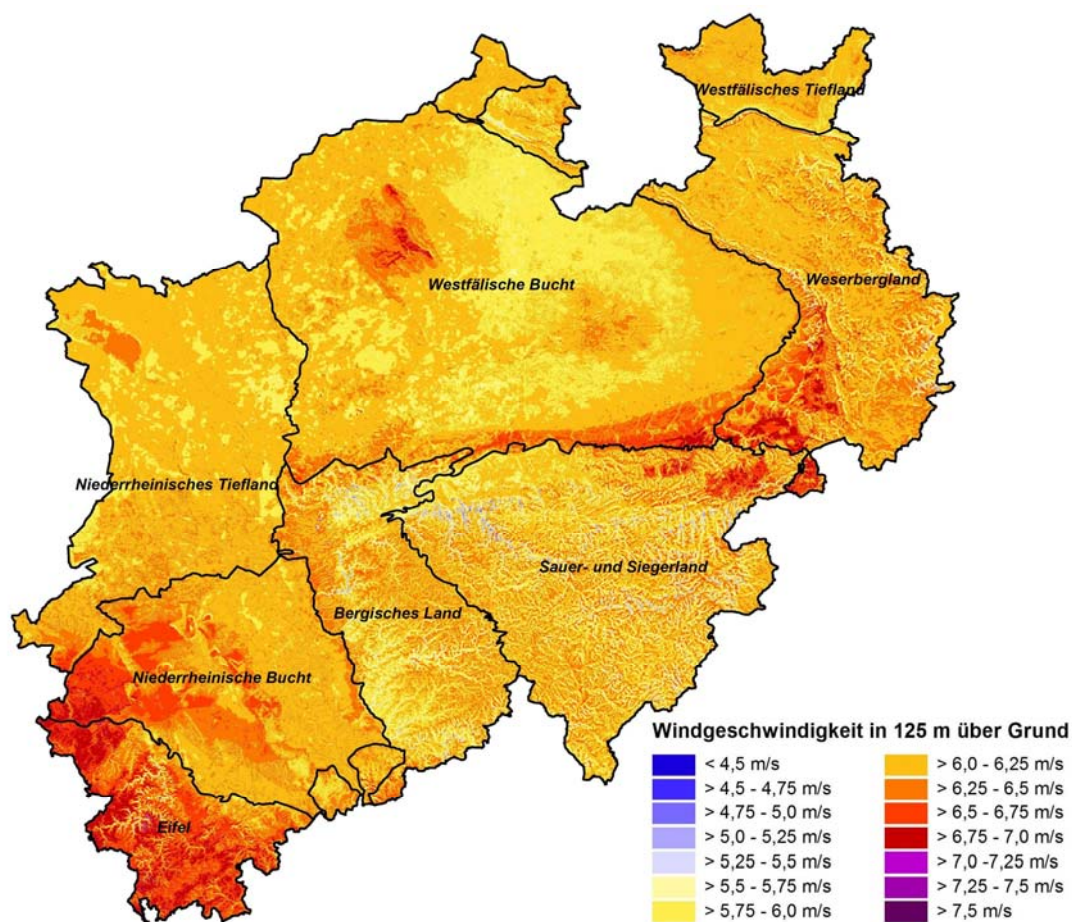 Westfälisches Tiefland
Westfälische Bucht
Weserbergland
Niederrheinisches Tiefland
Sauer- und Siegerland
Bergisches Land
Niederrheinische Bucht
Eifel
Windgeschwindigkeit in 125 m über Grund
< 4,5 m/s
> 4,5 - 4,75 m/s
> 4,75 - 5,0 m/s
> 5,0 - 5,25 m/s
> 5,25 - 5,5 m/s
> 5,5 - 5,75 m/s
> 5,75 - 6,0 m/s
> 6,0 - 6,25 m/s
> 6,25 - 6,5 m/s
> 6,5 - 6,75 m/s
> 6,75 - 7,0 m/s
> 7,0 -7,25 m/s
> 7,25 - 7,5 m/s
> 7,5 m/s